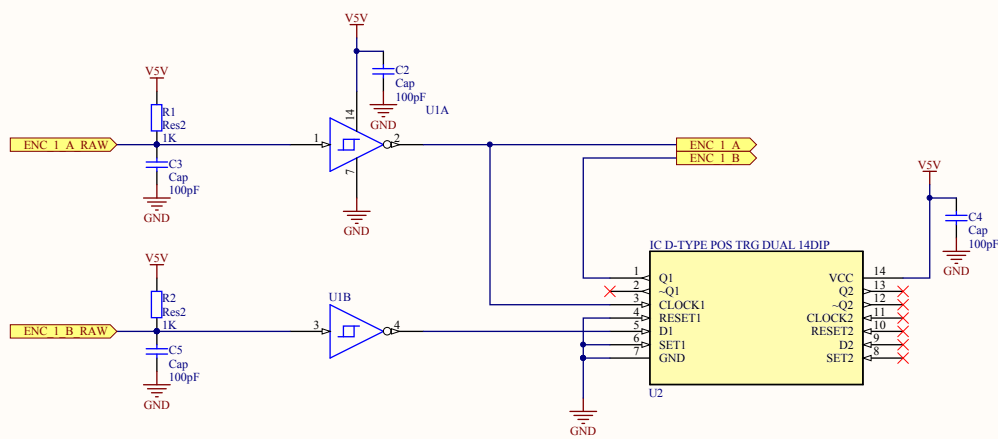 V5V
C2
Cap
100pF
GND
U1A
14
1
2
7
GND
V5V
R1
Res2
1K
ENC_1_A_RAW
C3
Cap
100pF
GND
ENC_1_A
ENC_1_B
V5V
C4
Cap
100pF
GND
V5V
R2
Res2
1K
ENC_1_B_RAW
C5
Cap
100pF
GND
U1B
3
4
IC D-TYPE POS TRG DUAL 14DIP
1 Q1 VCC 14
2 ~Q1 Q2 13
3 CLOCK1 ~Q2 12
4 RESET1 CLOCK2 11
5 D1 RESET2 10
6 SET1 D2 9
7 GND SET2 8
U2
GND